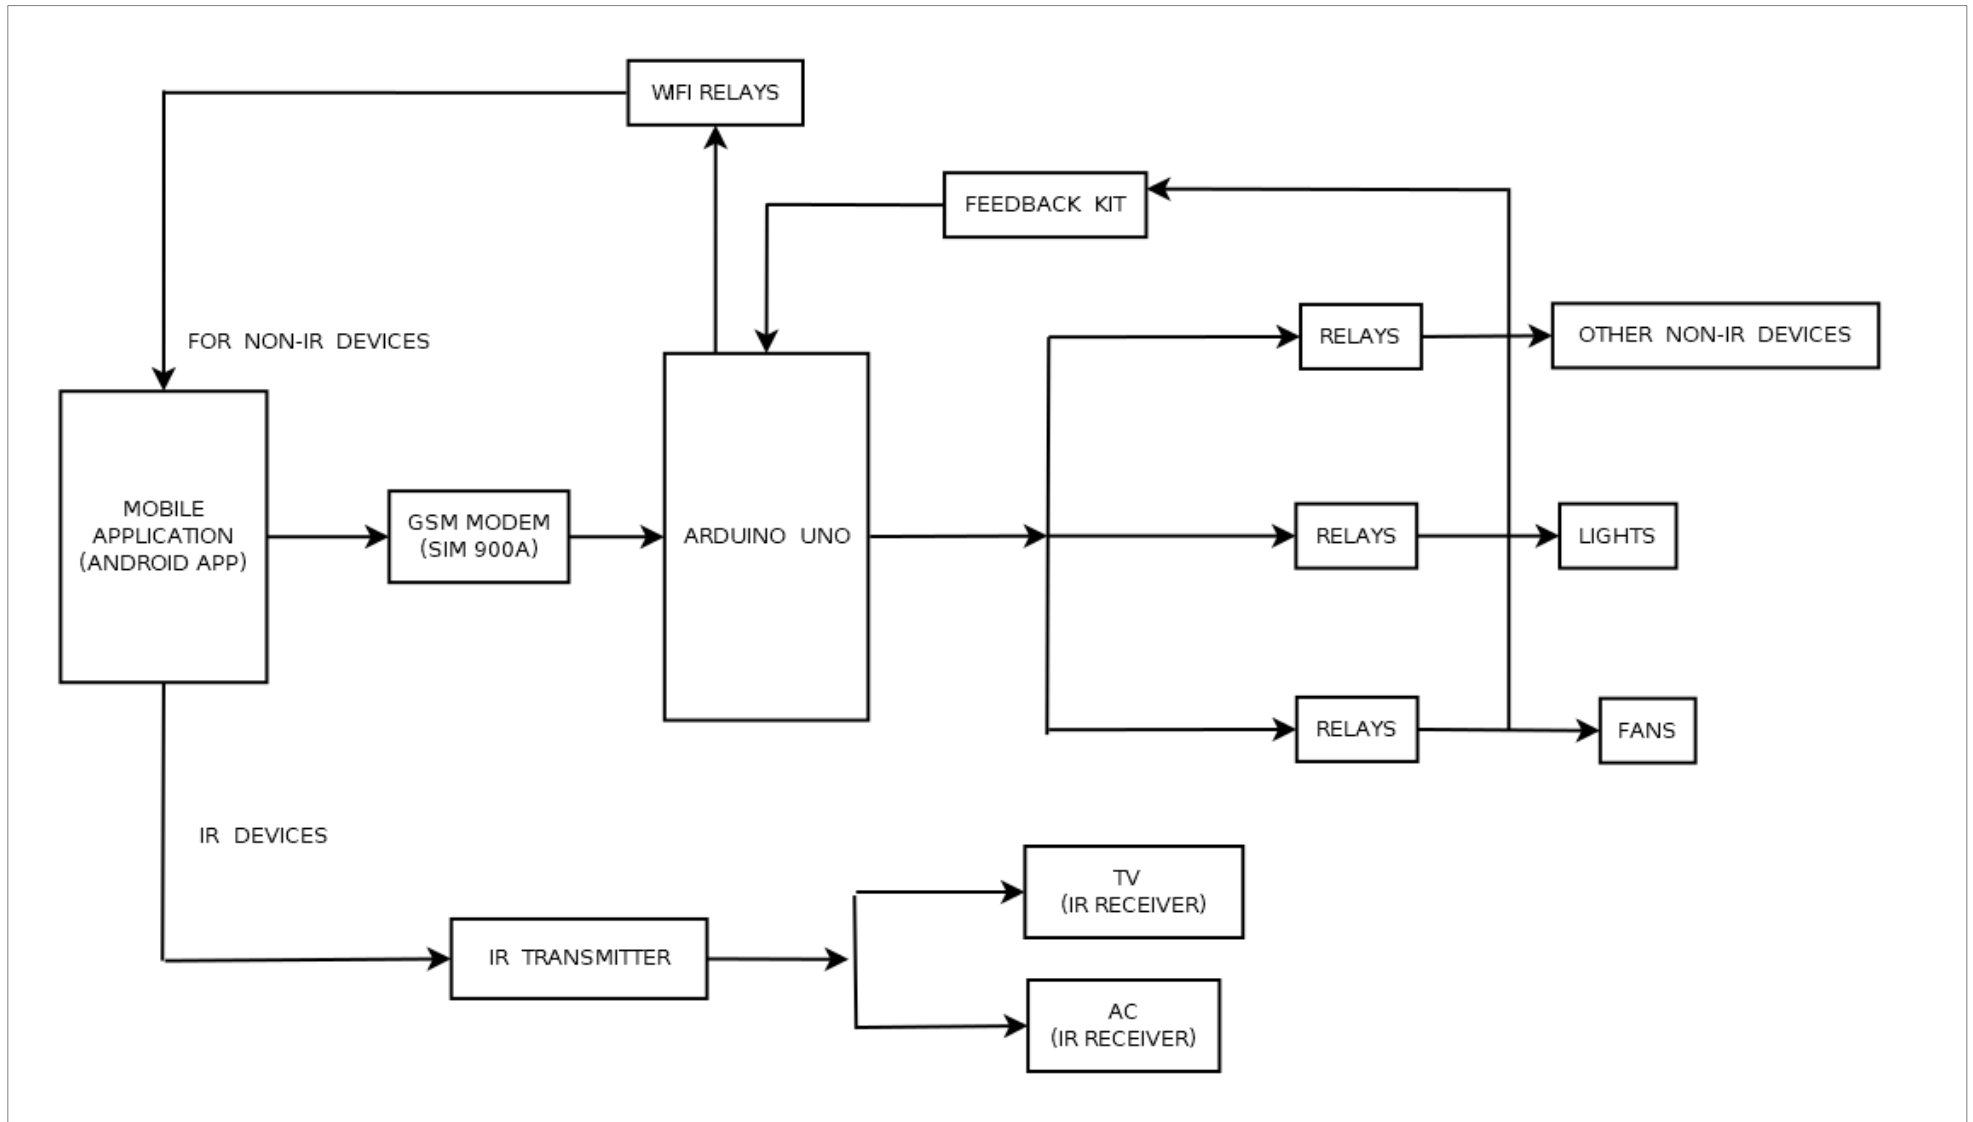 WIFI RELAYS
FEEDBACK KIT
FOR NON-IR DEVICES
RELAYS
OTHER NON-IR DEVICES
MOBILE
APPLICATION
(ANDROID APP)
GSM MODEM
(SIM 900A)
ARDUINO UNO
RELAYS
LIGHTS
RELAYS
FANS
IR DEVICES
TV
(IR RECEIVER)
IR TRANSMITTER
AC
(IR RECEIVER)